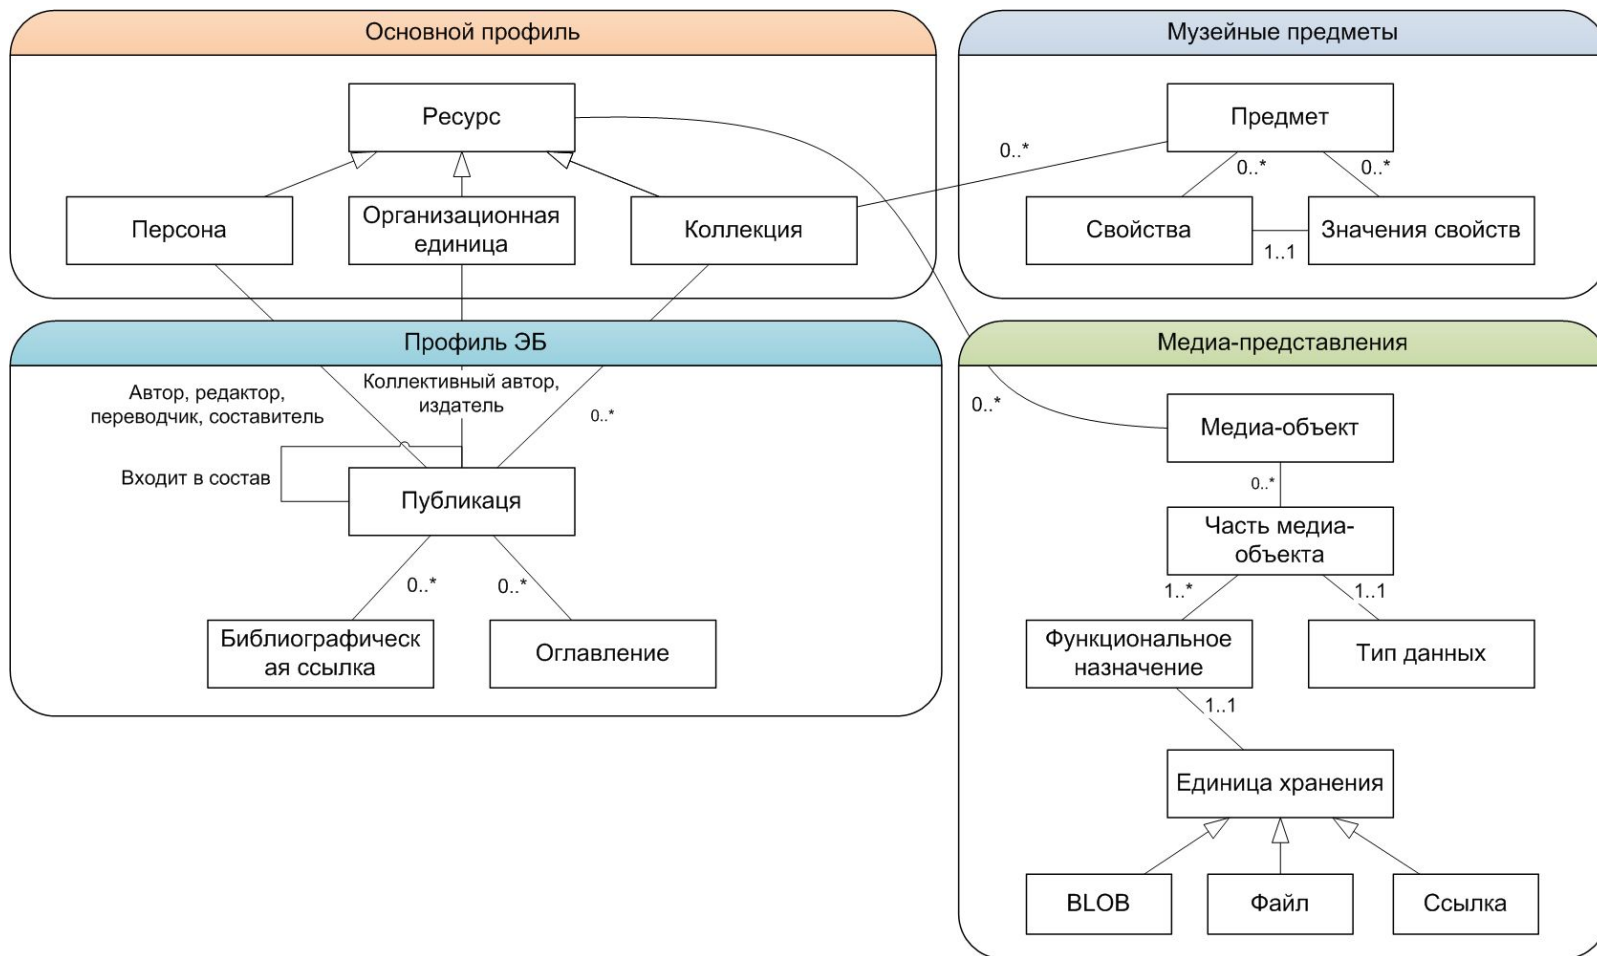 Основной профиль
Ресурс
Персона
Организационная
единица
Коллекция
Музейные предметы
Предмет
0..*
0..*
0..*
Свойства
Значения свойств
1..1
Профиль ЭБ
Автор, редактор,
переводчик, составитель
Коллективный автор,
издатель
0..*
Входит в состав
Публикаця
0..*
0..*
Библиографическ
ая ссылка
Оглавление
Медиа-представления
0..*
Медиа-объект
0..*
Часть медиа-
объекта
1..*
1..1
Функциональное
назначение
Тип данных
1..1
Единица хранения
BLOB
Файл
Ссылка